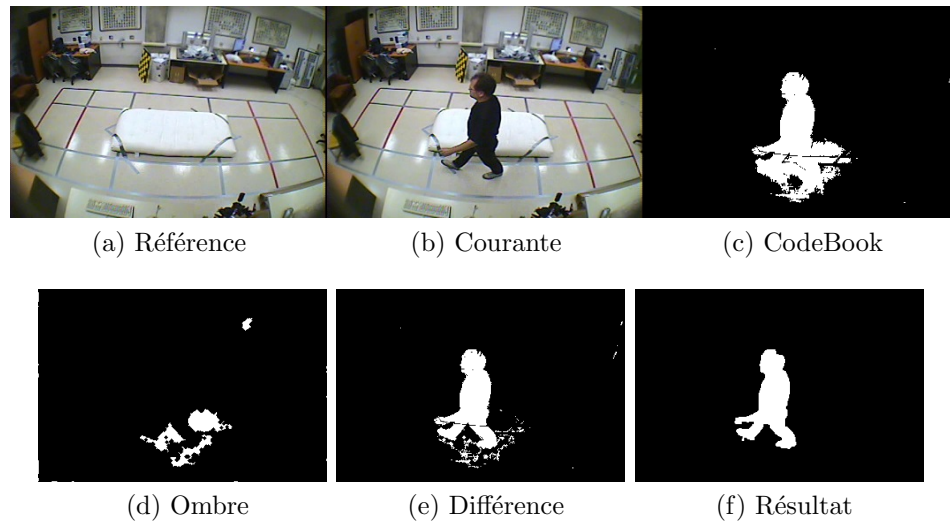 (a) Référence
(b) Courante
(c) CodeBook
(d) Ombre
(e) Différence
(f) Résultat